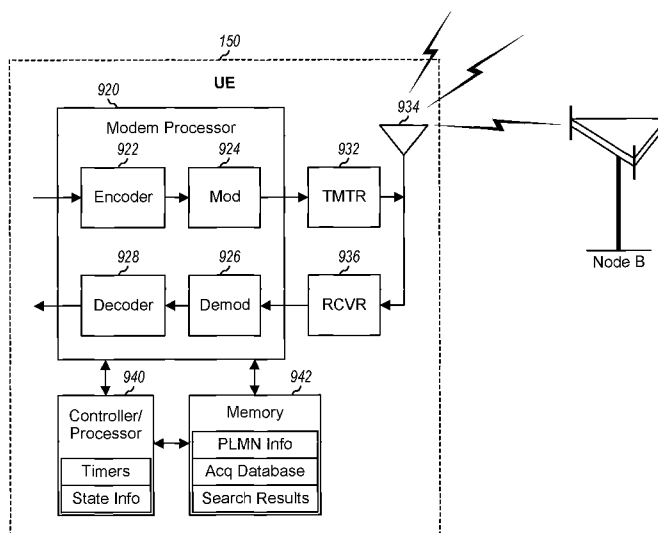 150
UE
920
934
Modem Processor
922
924
932
Encoder
Mod
TMTR
928
926
936
Decoder
Demod
RCVR
Node B
940
942
Controller/
Processor
Timers
State Info
Memory
PLMN Info
Acq Database
Search Results